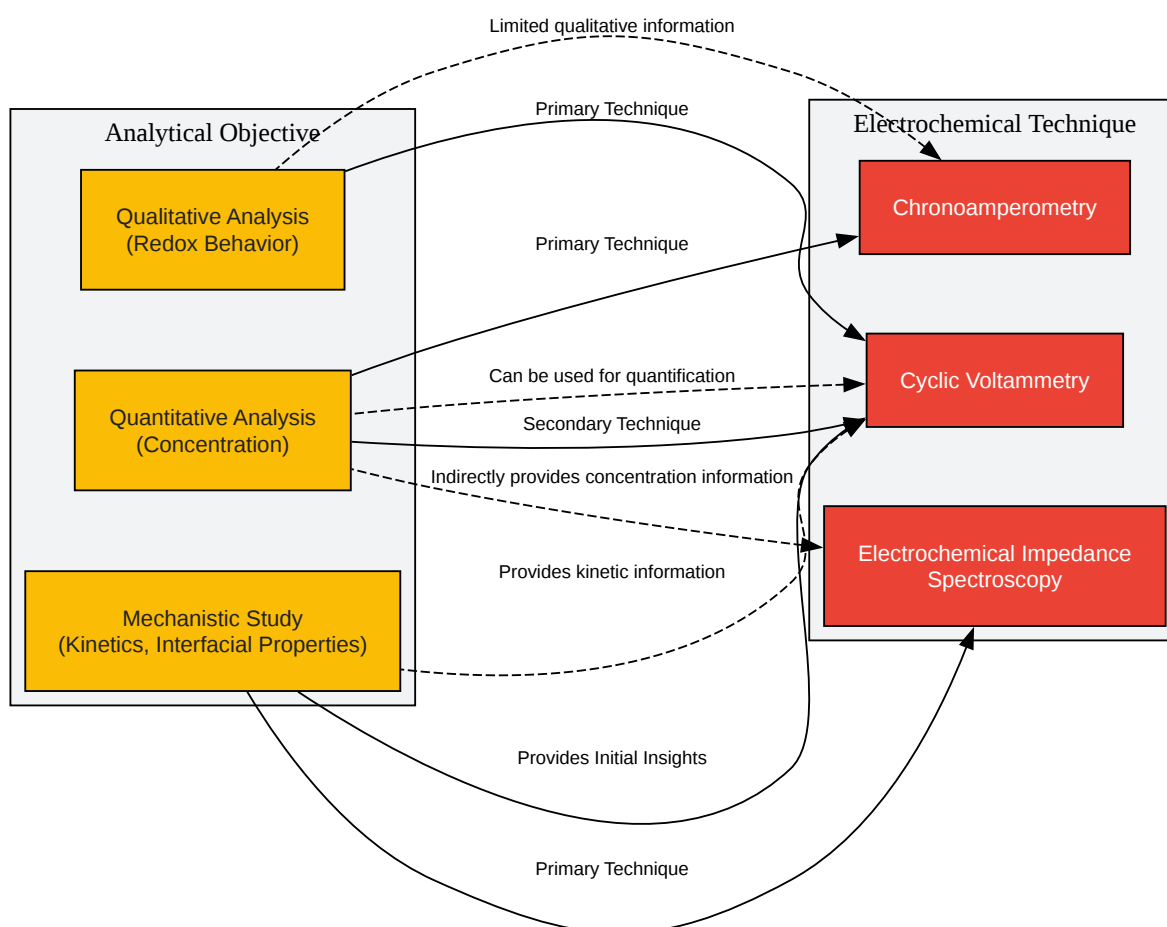 Limited qualitative information
Primary Technique
Analytical Objective
Electrochemical Technique
Qualitative Analysis
(Redox Behavior)
Chronoamperometry
Primary Technique
Can be used for quantification
Cyclic Voltammetry
Quantitative Analysis
(Concentration)
Secondary Technique
Indirectly provides concentration information
Electrochemical Impedance
Spectroscopy
Provides kinetic information
Mechanistic Study
(Kinetics, Interfacial Properties)
Provides Initial Insights
Primary Technique